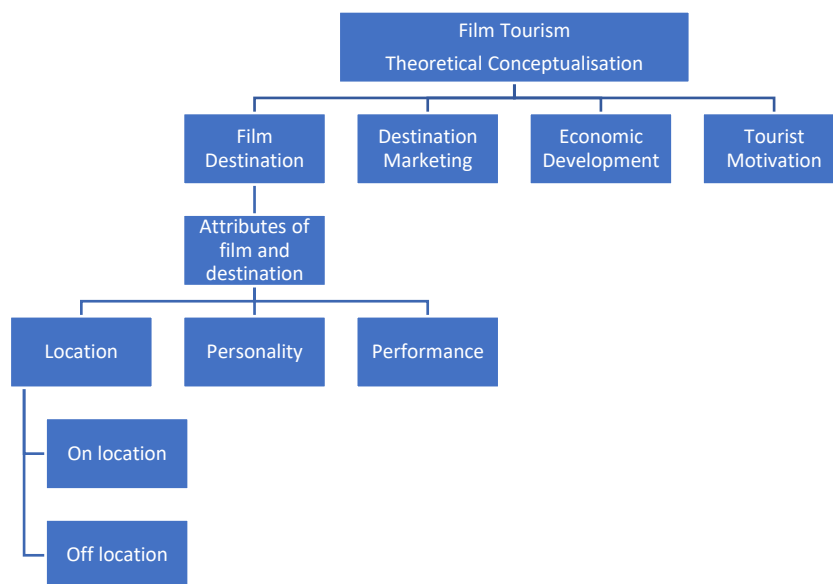 Film Tourism
Theoretical Conceptualisation
Film
Destination
Destination
Marketing
Economic
Development
Tourist
Motivation
Attributes of
film and
destination
Location
Personality
Performance
On location
Off location